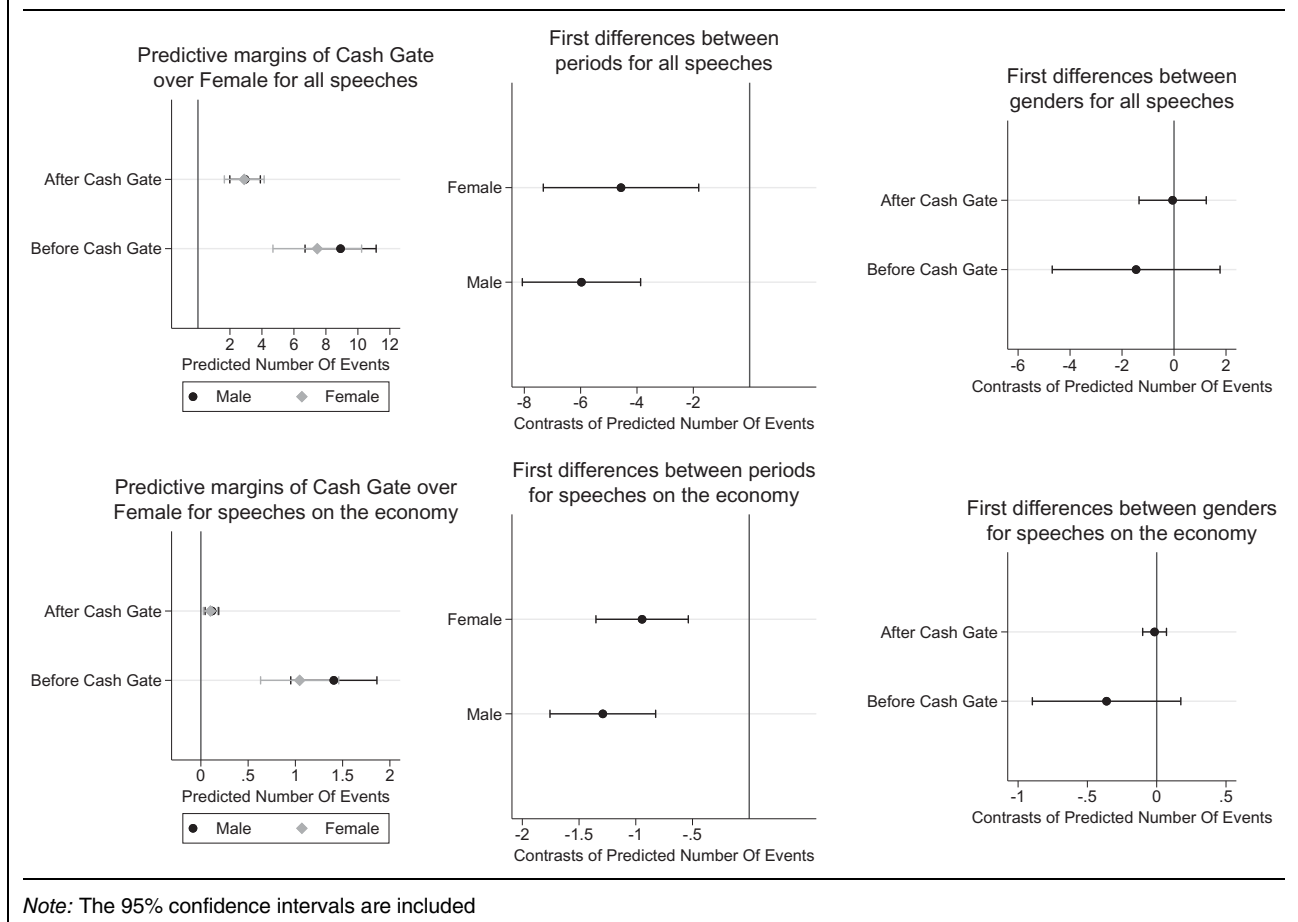 Predictive margins of Cash Gate
over Female for all speeches
After Cash Gate
Before Cash Gate
2 4 6 8 10 12
Predicted Number Of Events
Male Female
First differences between
periods for all speeches
Female
Male
-8 -6 -4 -2
Contrasts of Predicted Number Of Events
First differences between
genders for all speeches
After Cash Gate
Before Cash Gate
-6 -4 -2 0 2
Contrasts of Predicted Number Of Events
Predictive margins of Cash Gate over
Female for speeches on the economy
After Cash Gate
Before Cash Gate
0 .5 1 1.5 2
Predicted Number Of Events
Male Female
First differences between periods
for speeches on the economy
Female
Male
-2 -1.5 -1 -.5
Contrasts of Predicted Number Of Events
First differences between genders
for speeches on the economy
After Cash Gate
Before Cash Gate
-1 -.5 0 .5
Contrasts of Predicted Number Of Events
Note: The 95% confidence intervals are included